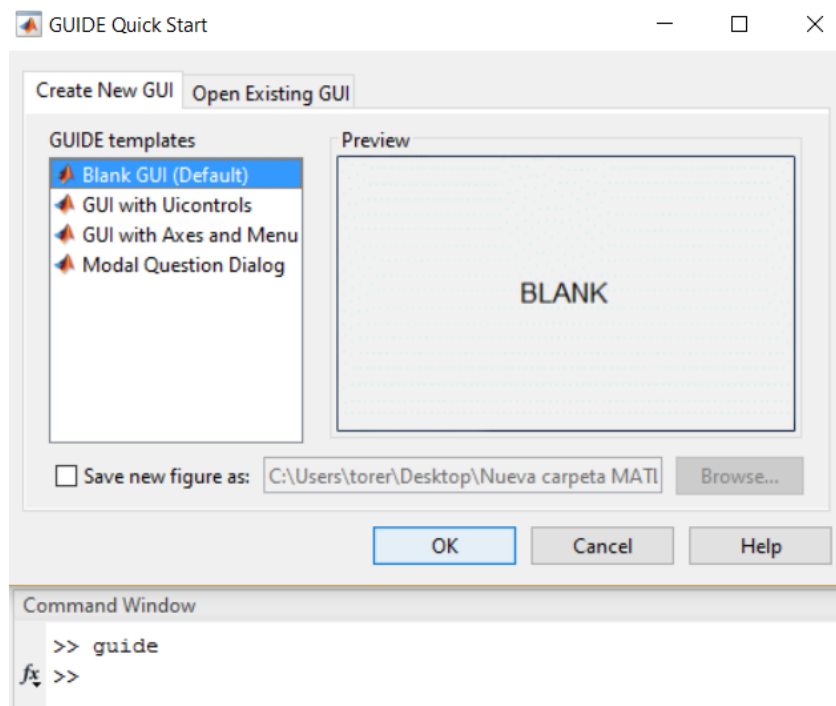 GUIDE Quick Start
Create New GUI Open Existing GUI
GUIDE templates
Preview
Blank GUI (Default)
GUI with Uicontrols
GUI with Axes and Menu
Modal Question Dialog
BLANK
Save new figure as: C:\Users\torer\Desktop\Nueva carpeta MATL Browse...
OK Cancel Help
Command Window
>> guide
fx >>